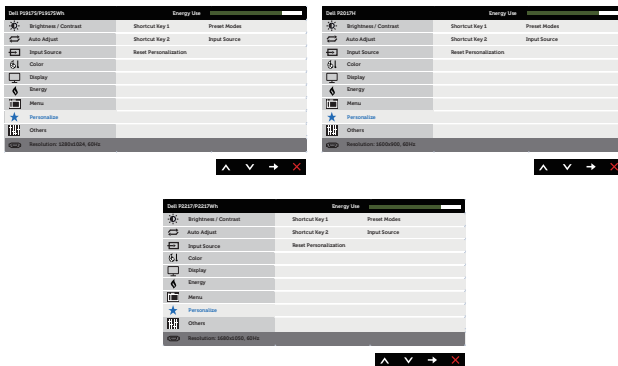 Dell P1917S/P1917SWh Energy Use
Brightness / Contrast Shortcut Key 1 Preset Modes
Auto Adjust Shortcut Key 2 Input Source
Input Source Reset Personalization
Color
Display
Energy
Menu
Personalize
Others
Resolution: 1280x1024, 60Hz
Dell P2017H Energy Use
Brightness / Contrast Shortcut Key 1 Preset Modes
Auto Adjust Shortcut Key 2 Input Source
Input Source Reset Personalization
Color
Display
Energy
Menu
Personalize
Others
Resolution: 1600x900, 60Hz
Dell P2217/P2217Wh Energy Use
Brightness / Contrast Shortcut Key 1 Preset Modes
Auto Adjust Shortcut Key 2 Input Source
Input Source Reset Personalization
Color
Display
Energy
Menu
Personalize
Others
Resolution: 1680x1050, 60Hz